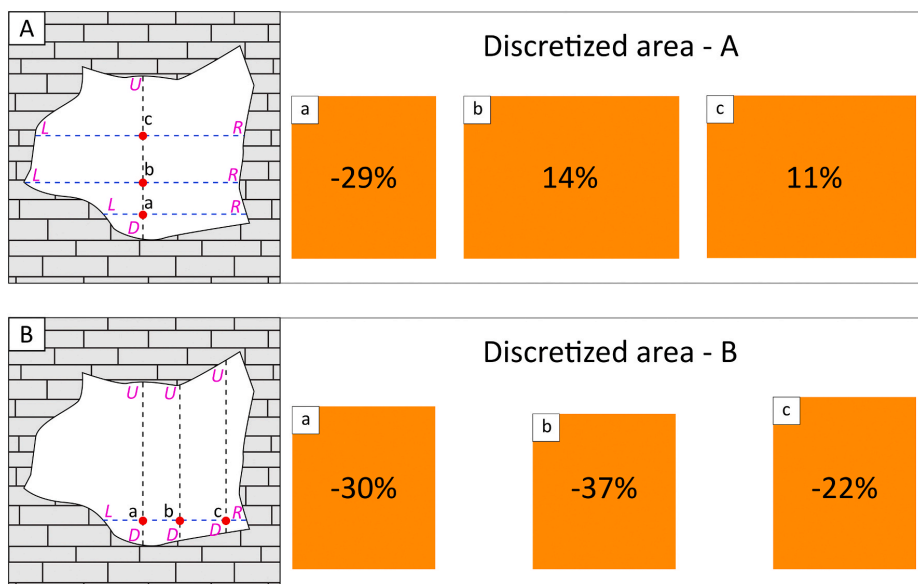 A
Discretized area - A
U
a
b
c
c
L
R
-29%
14%
11%
b
L
R
a
L
R
D
B
Discretized area - B
U
U
U
a
b
c
-30%
-37%
-22%
L
a
b
c
R
D
D
D